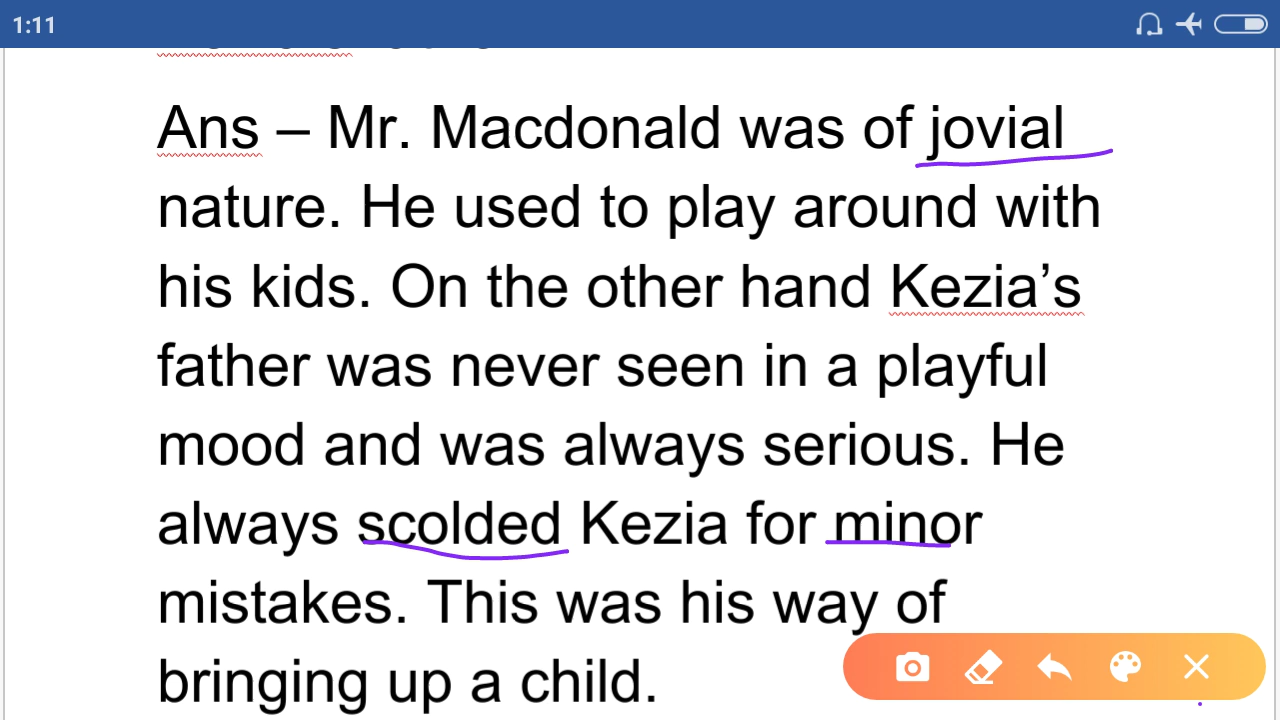 1:11
Ans – Mr. Macdonald was of jovial
nature. He used to play around with
his kids. On the other hand Kezia’s
father was never seen in a playful
mood and was always serious. He
always scolded Kezia for minor
mistakes. This was his way of
bringing up a child.